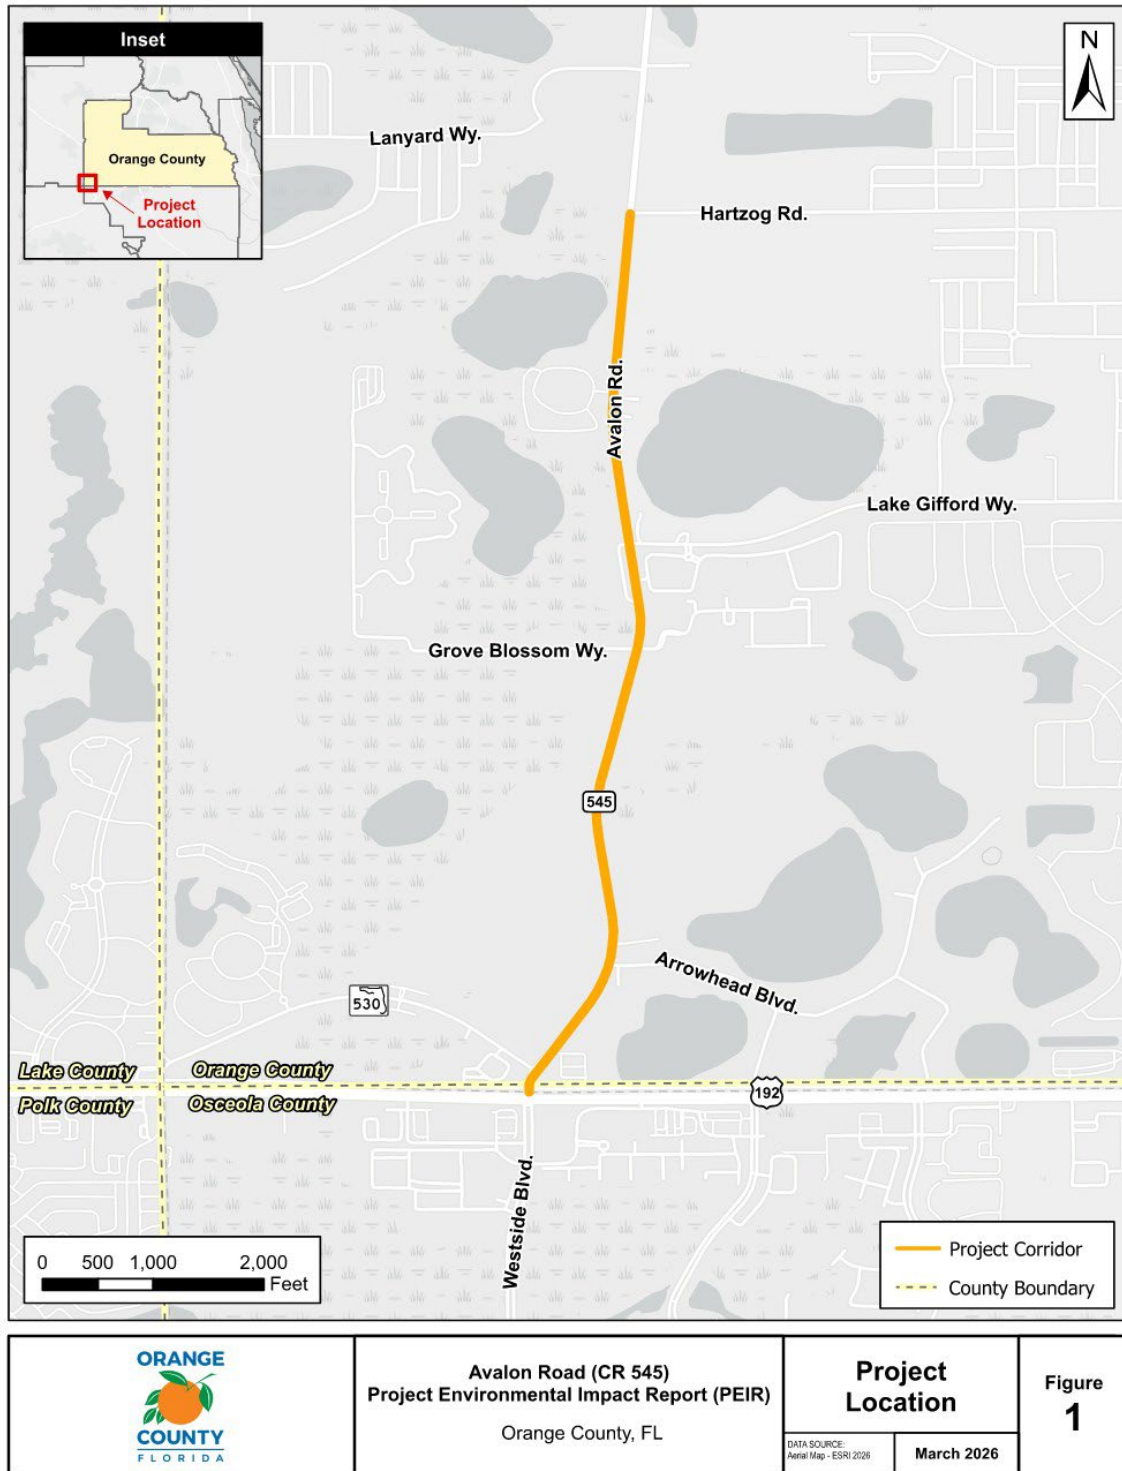 Inset
Orange County
Project
Location
N
Lanyard Wy.
Hartzog Rd.
Avalon Rd.
Lake Gifford Wy.
Grove Blossom Wy.
545
Arrowhead Blvd.
530
Lake County
Orange County
Polk County
Osceola County
192
Westside Blvd.
0 500 1,000 2,000
Feet
Project Corridor
County Boundary
ORANGE
COUNTY
FLORIDA
Avalon Road (CR 545)
Project Environmental Impact Report (PEIR)
Orange County, FL
Project
Location
DATA SOURCE:
Aerial Map - ESRI 2026
March 2026
Figure
1